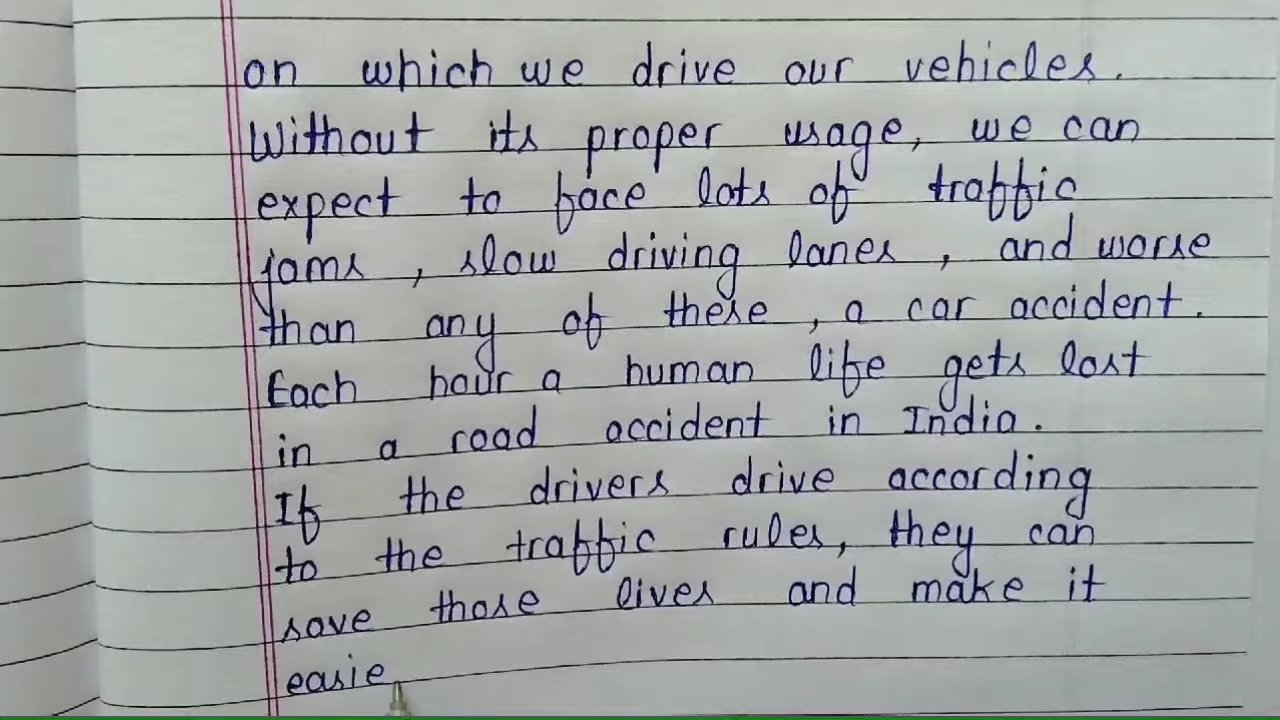 on which we drive our vehicles.
Without its proper usage, we can
expect to face lots of traffic
jams , slow driving lanes , and worse
than any of these , a car accident.
Each hour a human life gets lost
in a road accident in India.
If the drivers drive according
to the traffic rules, they can
save those lives and make it
easie